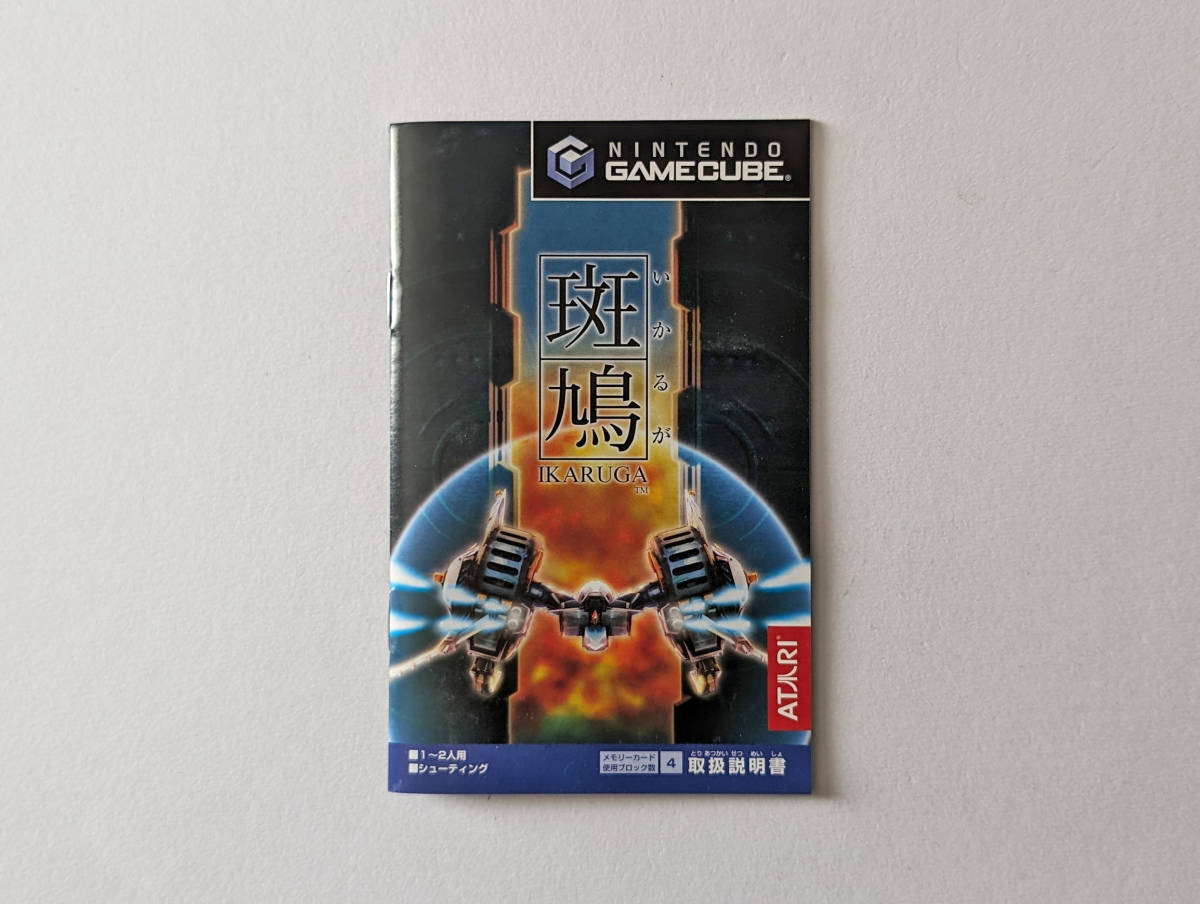 NINTENDO
GAMECUBE®
斑鳩
いかるが
IKARUGA
TM
ATARI®
■1〜2人用
■シューティング
メモリーカード
使用ブロック数
4
とりあつかいせつめいしょ
取扱説明書